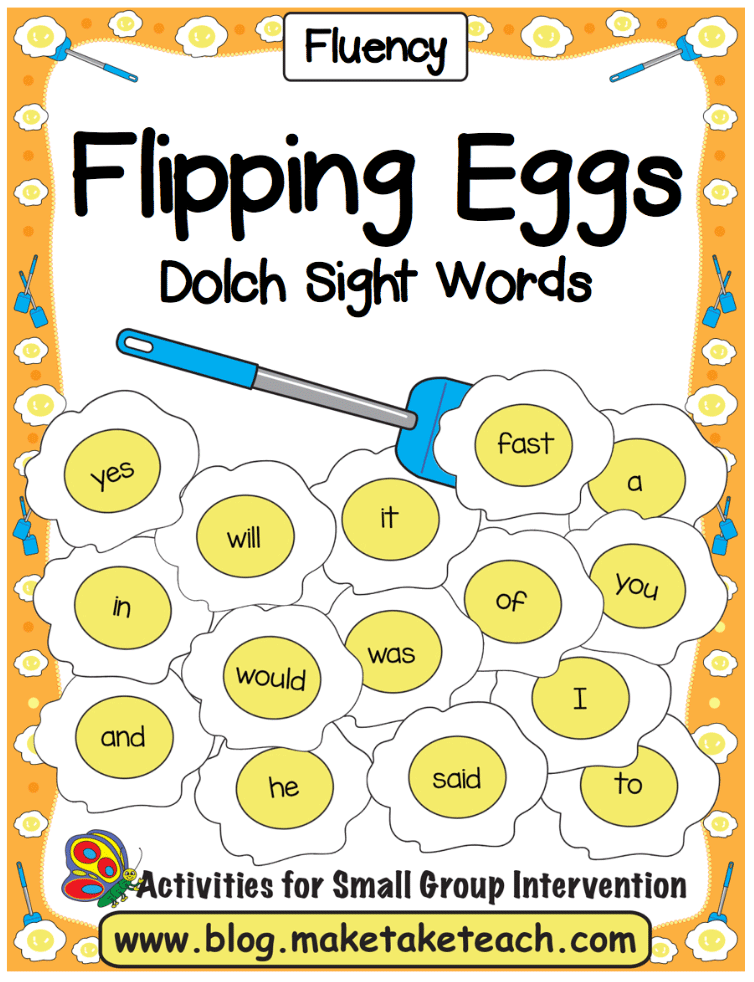 Fluency
Flipping Eggs
Dolch Sight Words
fast
yes
a
it
will
in
of
you
was
would
I
and
he
said
to
Activities for Small Group Intervention
www.blog.maketaketeach.com